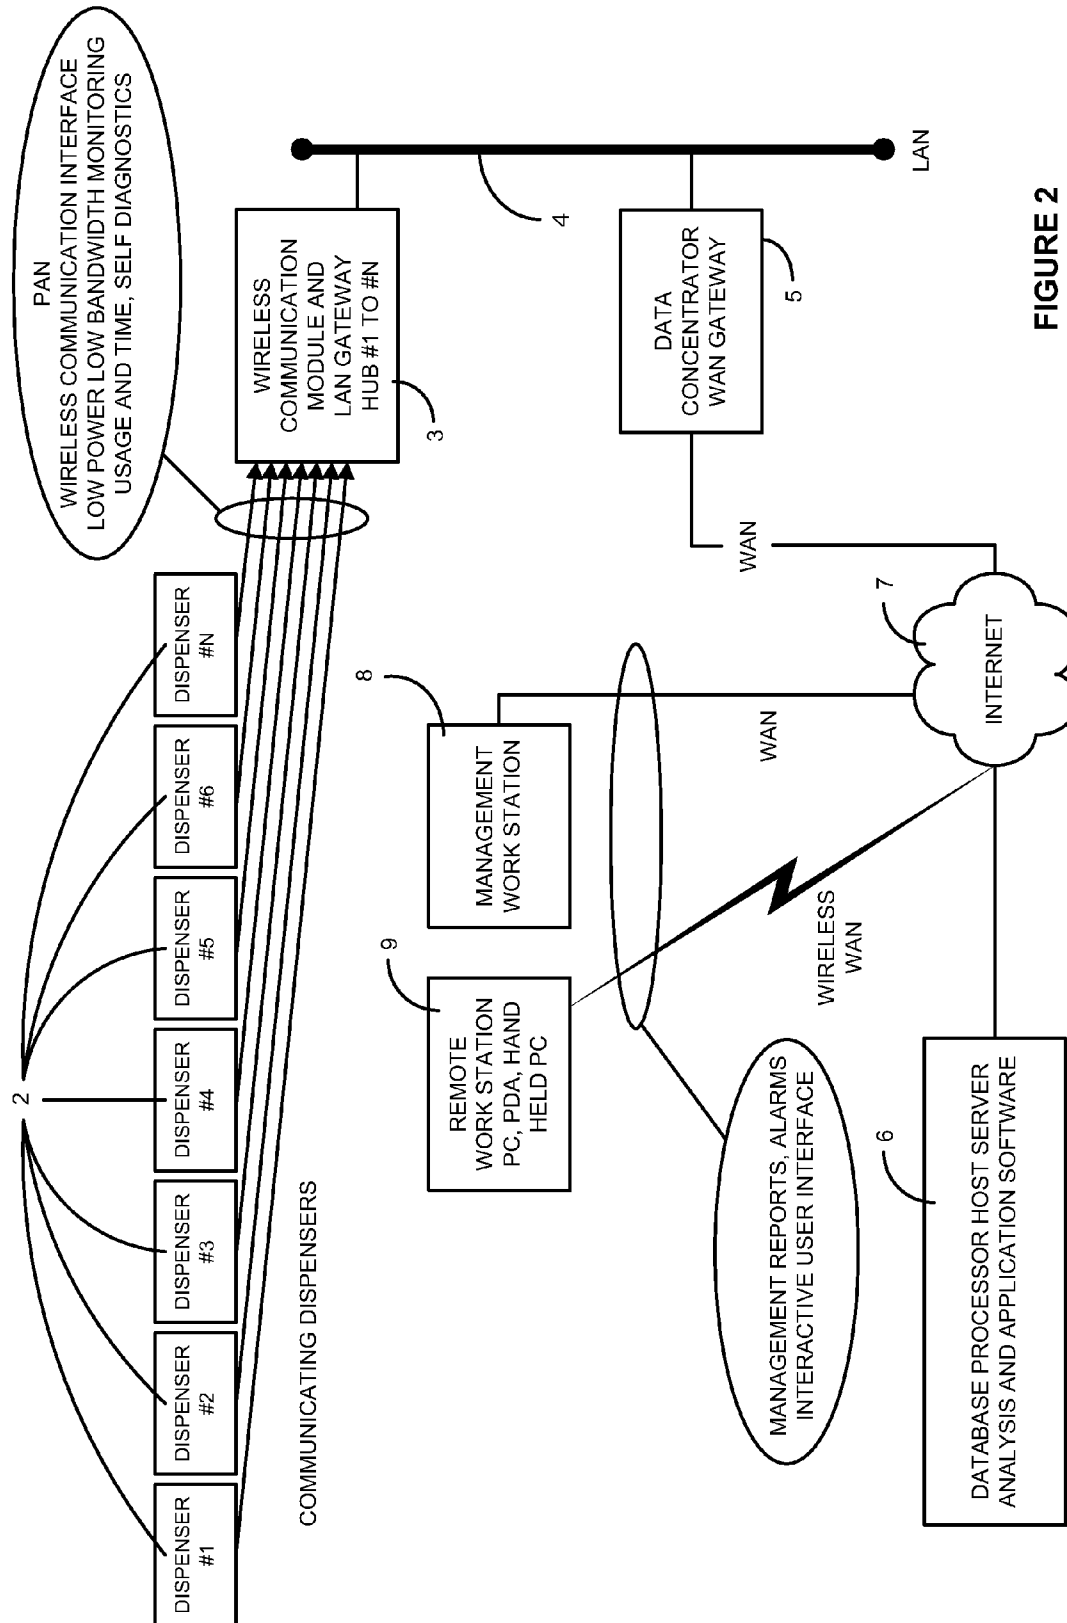 2
DISPENSER
#1
DISPENSER
#2
DISPENSER
#3
DISPENSER
#4
DISPENSER
#5
DISPENSER
#6
DISPENSER
#N
PAN
WIRELESS COMMUNICATION INTERFACE
LOW POWER LOW BANDWIDTH MONITORING
USAGE AND TIME, SELF DIAGNOSTICS
COMMUNICATING DISPENSERS
WIRELESS
COMMUNICATION
MODULE AND
LAN GATEWAY
HUB #1 TO #N
3
4
LAN
9
REMOTE
WORK STATION
PC, PDA, HAND
HELD PC
8
MANAGEMENT
WORK STATION
DATA
CONCENTRATOR
WAN GATEWAY
5
MANAGEMENT REPORTS, ALARMS
INTERACTIVE USER INTERFACE
WIRELESS
WAN
WAN
WAN
6
DATABASE PROCESSOR HOST SERVER
ANALYSIS AND APPLICATION SOFTWARE
7
INTERNET
FIGURE 2